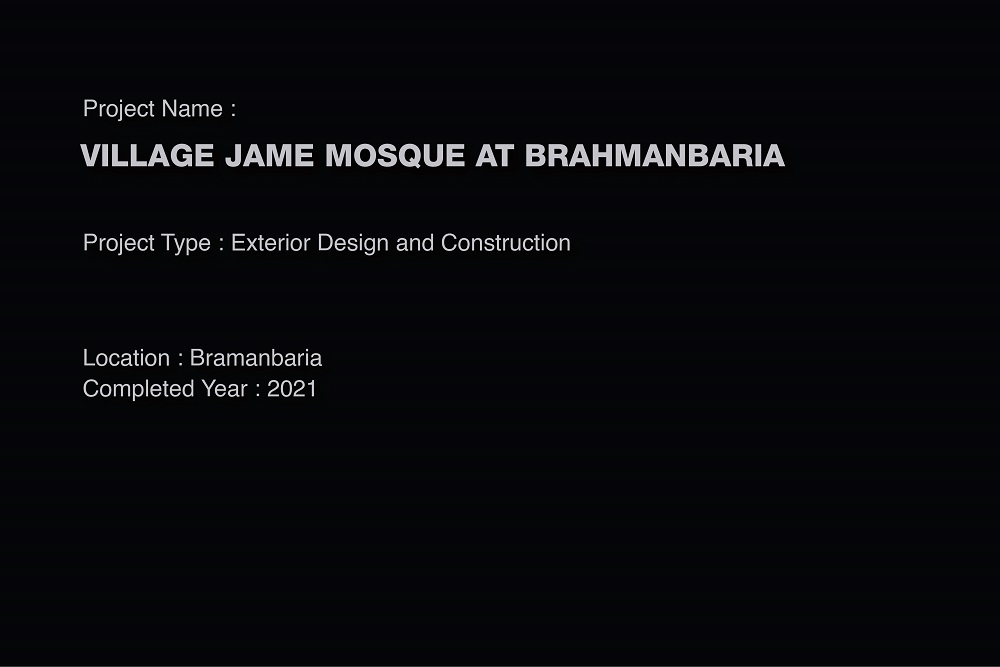 Project Name :
VILLAGE JAME MOSQUE AT BRAHMANBARIA
Project Type : Exterior Design and Construction
Location : Bramanbaria
Completed Year : 2021